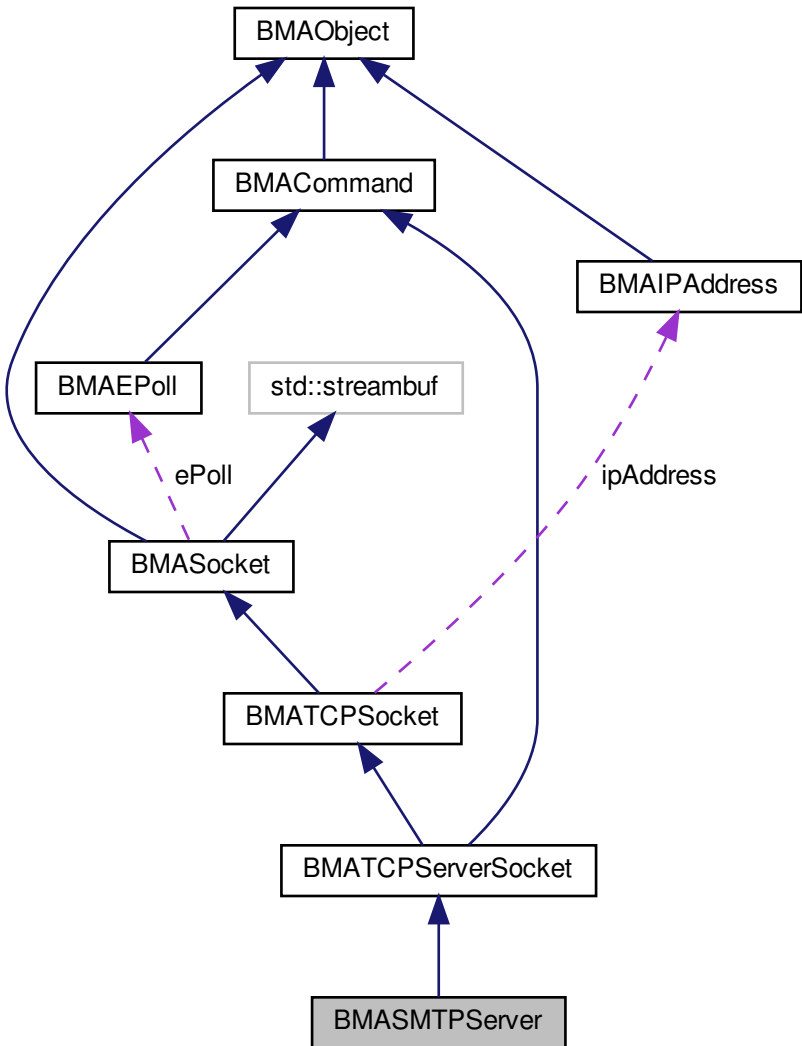 BMAObject
BMACommand
BMAIPAddress
BMAEPoll
std::streambuf
ePoll
ipAddress
BMASocket
BMATCPSocket
BMATCPServerSocket
BMASMTPServer